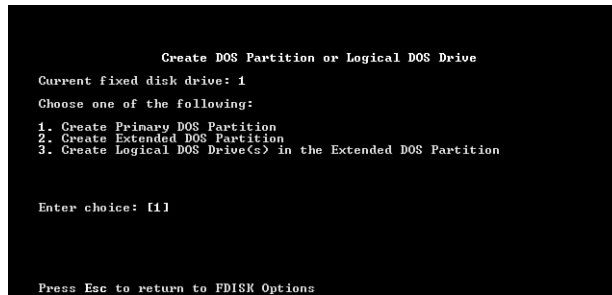 Create DOS Partition or Logical DOS Drive
Current fixed disk drive: 1
Choose one of the following:
1. Create Primary DOS Partition
2. Create Extended DOS Partition
3. Create Logical DOS Drive(s) in the Extended DOS Partition
Enter choice: [1]
Press Esc to return to FDISK Options